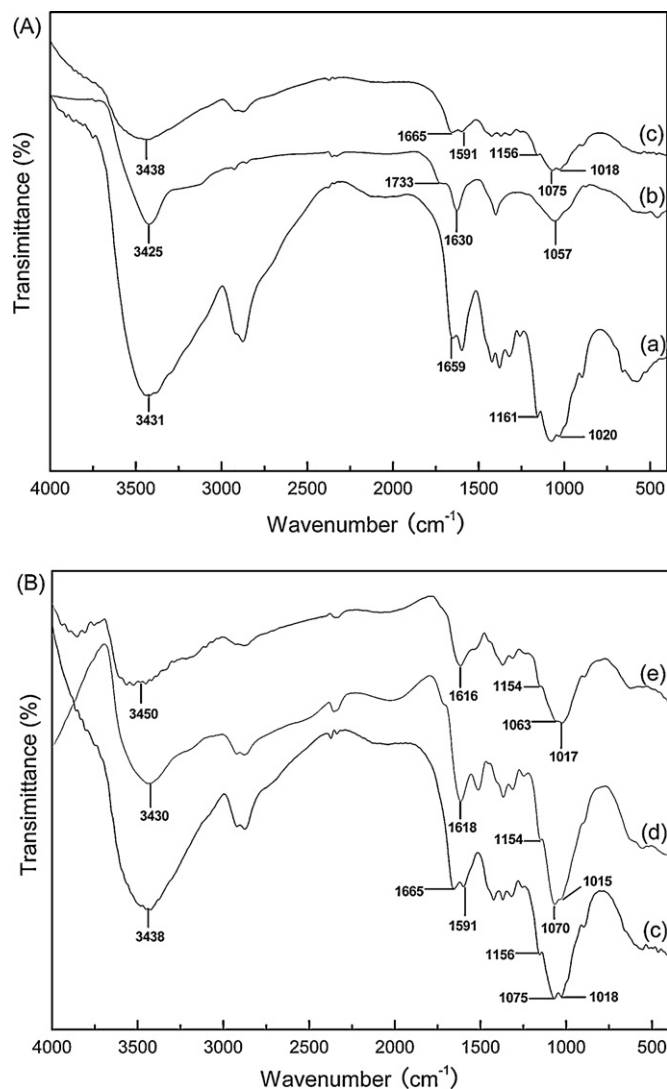 (A)
Transimittance (%)
(c)
1665
1591
1156
1018
3438
1075
(b)
1733
1630
1057
3425
(a)
1659
3431
1161
1020
4000 3500 3000 2500 2000 1500 1000 500
Wavenumber (cm-1)
(B)
Transimittance (%)
(e)
3450
1616
1154
1063
1017
(d)
3430
1618
1154
1015
1070
(c)
1665
1591
3438
1156
1075
1018
4000 3500 3000 2500 2000 1500 1000 500
Wavenumber (cm-1)